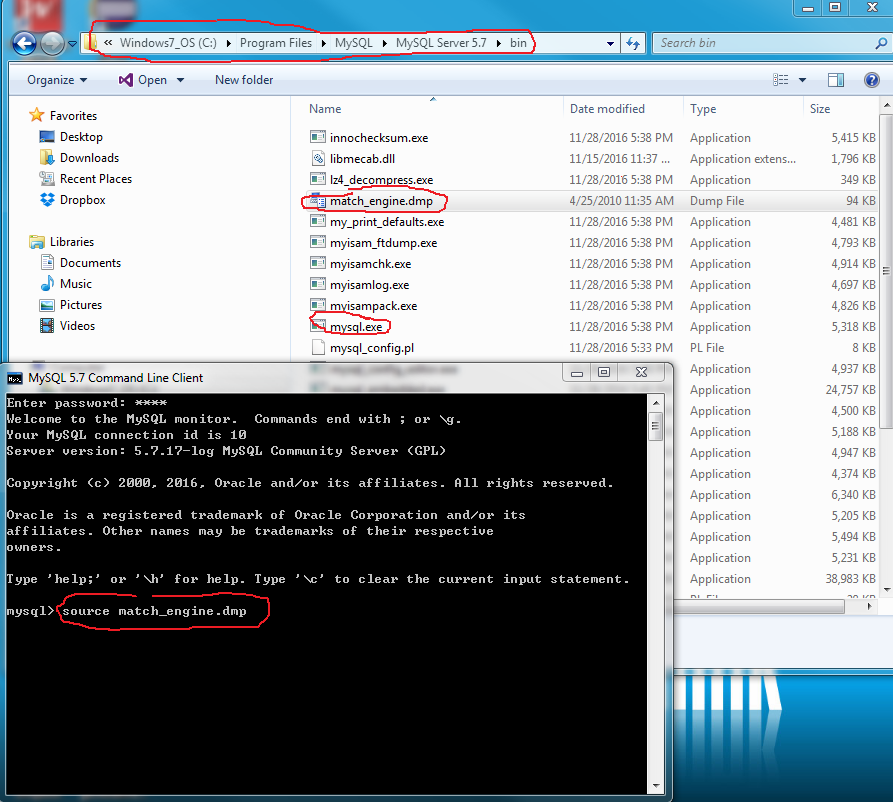 « Windows7_OS (C:) ▸ Program Files ▸ MySQL ▸ MySQL Server 5.7 ▸ bin
Search bin
Organize
Open
New folder
Favorites
Desktop
Downloads
Recent Places
Dropbox
Libraries
Documents
Music
Pictures
Videos
Name Date modified Type Size
innochecksum.exe 11/28/2016 5:38 PM Application 5,415 KB
libmecab.dll 11/15/2016 11:37 ... Application extens... 1,796 KB
lz4_decompress.exe 11/28/2016 5:38 PM Application 349 KB
match_engine.dmp 4/25/2010 11:35 AM Dump File 94 KB
my_print_defaults.exe 11/28/2016 5:38 PM Application 4,481 KB
myisam_ftdump.exe 11/28/2016 5:38 PM Application 4,793 KB
myisamchk.exe 11/28/2016 5:38 PM Application 4,914 KB
myisamlog.exe 11/28/2016 5:38 PM Application 4,697 KB
myisampack.exe 11/28/2016 5:38 PM Application 4,826 KB
mysql.exe 11/28/2016 5:38 PM Application 5,318 KB
mysql_config.pl 11/28/2016 5:33 PM PL File 8 KB
Application 4,937 KB
Application 24,757 KB
Application 4,500 KB
Application 5,188 KB
Application 4,947 KB
Application 4,374 KB
Application 6,340 KB
Application 5,205 KB
Application 5,494 KB
Application 5,231 KB
Application 38,983 KB
MySQL 5.7 Command Line Client
Enter password: ****
Welcome to the MySQL monitor.  Commands end with ; or \g.
Your MySQL connection id is 10
Server version: 5.7.17-log MySQL Community Server (GPL)
Copyright (c) 2000, 2016, Oracle and/or its affiliates. All rights reserved.
Oracle is a registered trademark of Oracle Corporation and/or its
affiliates. Other names may be trademarks of their respective
owners.
Type 'help;' or '\h' for help. Type '\c' to clear the current input statement.
mysql> source match_engine.dmp